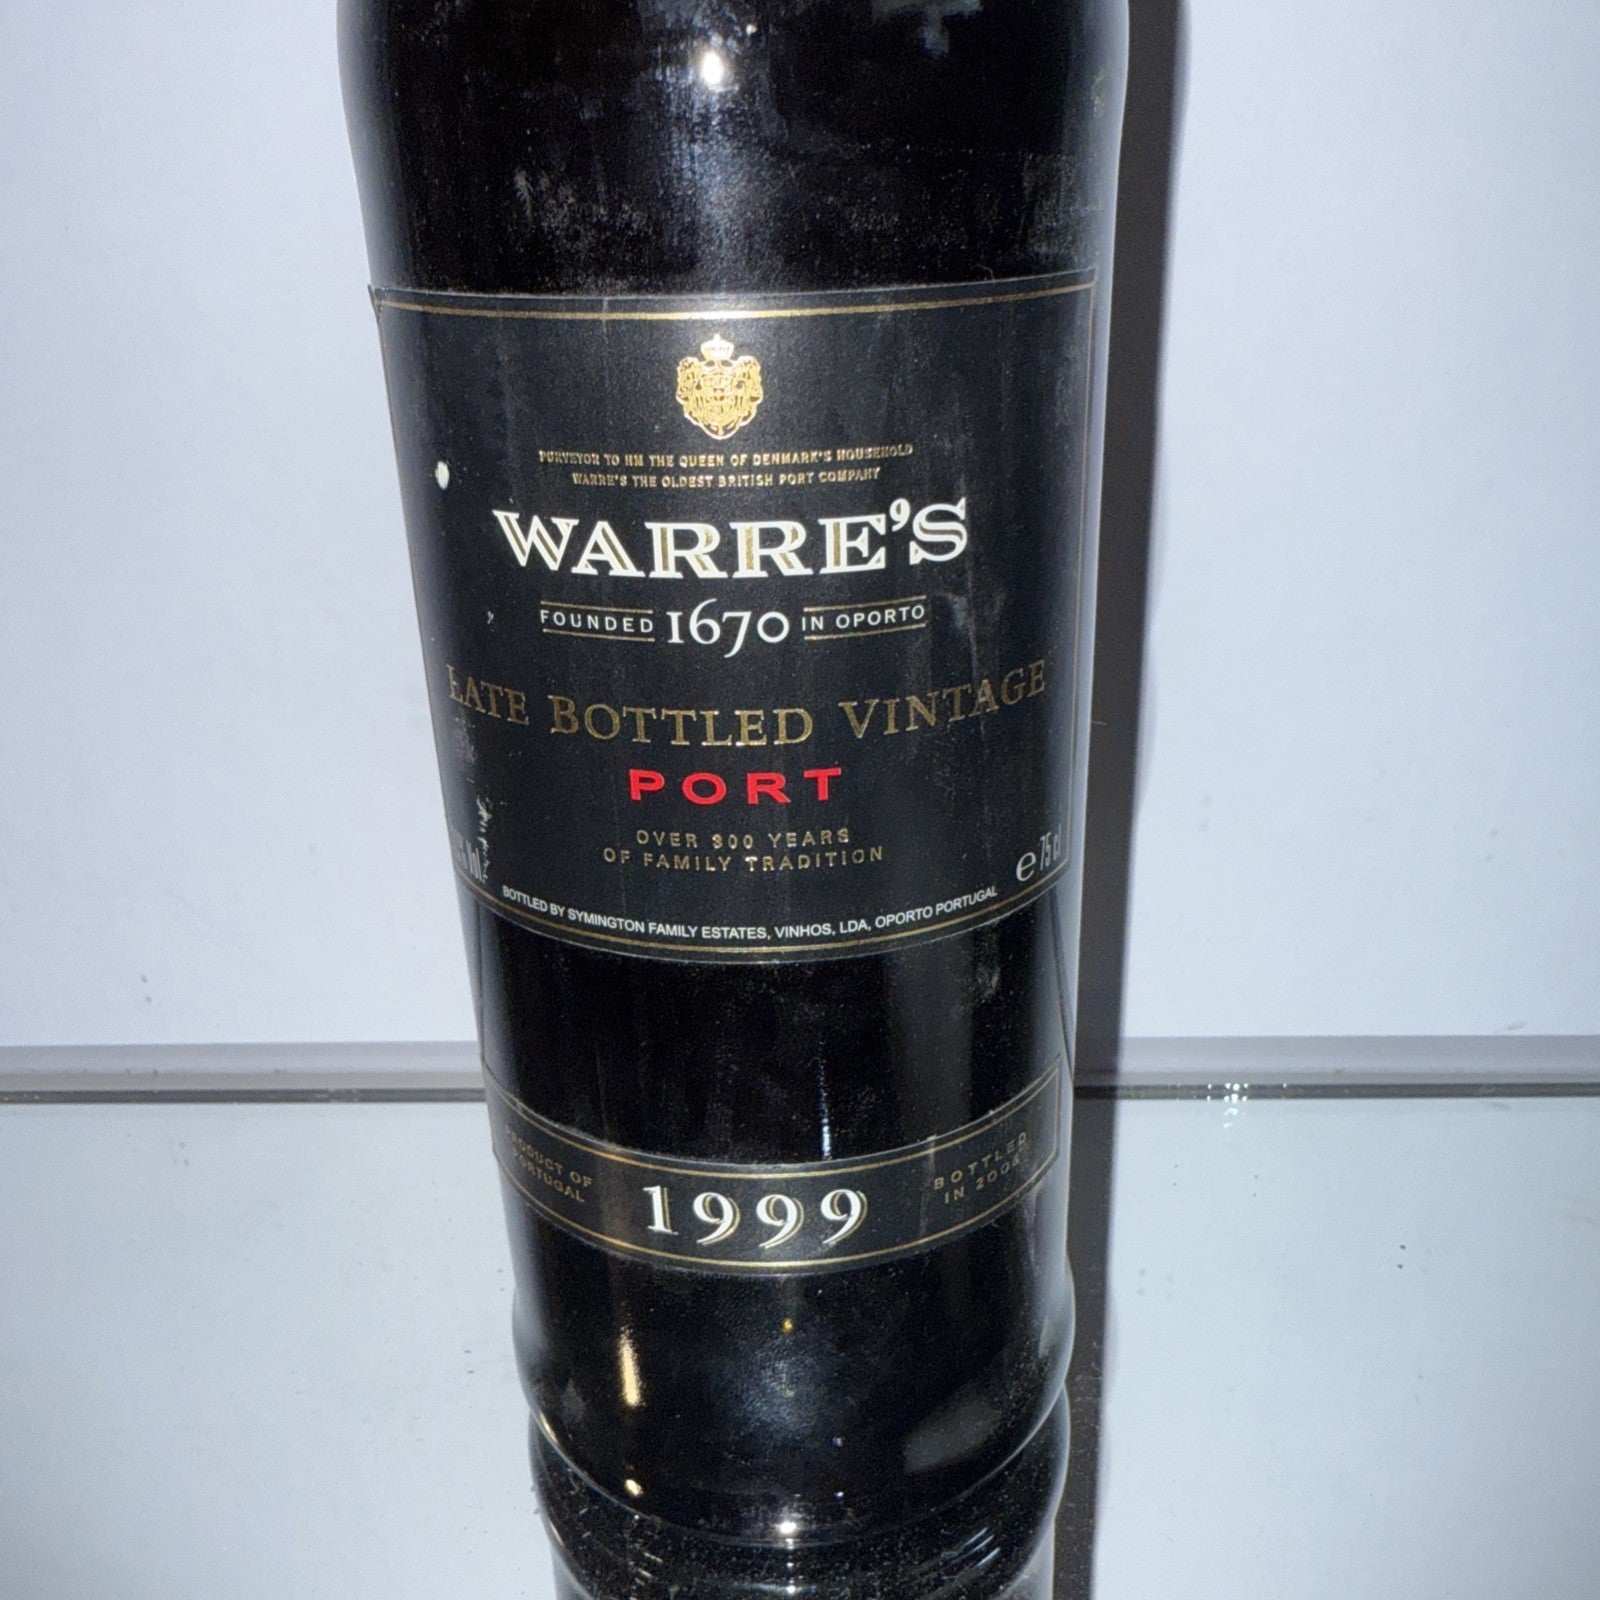 PURVEYOR TO HM THE QUEEN OF DENMARK'S HOUSEHOLD
WARRE'S THE OLDEST BRITISH PORT COMPANY
WARRE'S
FOUNDED 1670 IN OPORTO
LATE BOTTLED VINTAGE
PORT
OVER 300 YEARS
OF FAMILY TRADITION
% Vol.
e 75 cl
BOTTLED BY SYMINGTON FAMILY ESTATES, VINHOS, LDA, OPORTO PORTUGAL
PRODUCT OF
PORTUGAL
1999
BOTTLED
IN